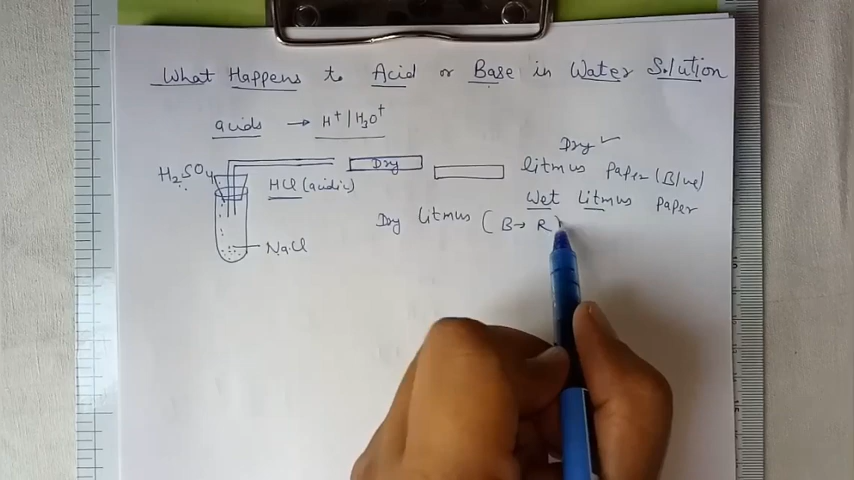 What Happens to Acid or Base in Water Solution
acids → H+/H3O+
Dry ✓
H2SO4
Dry
litmus paper (Blue)
HCl (acidic)
Wet Litmus paper
Dry litmus (B→ R)
NaCl